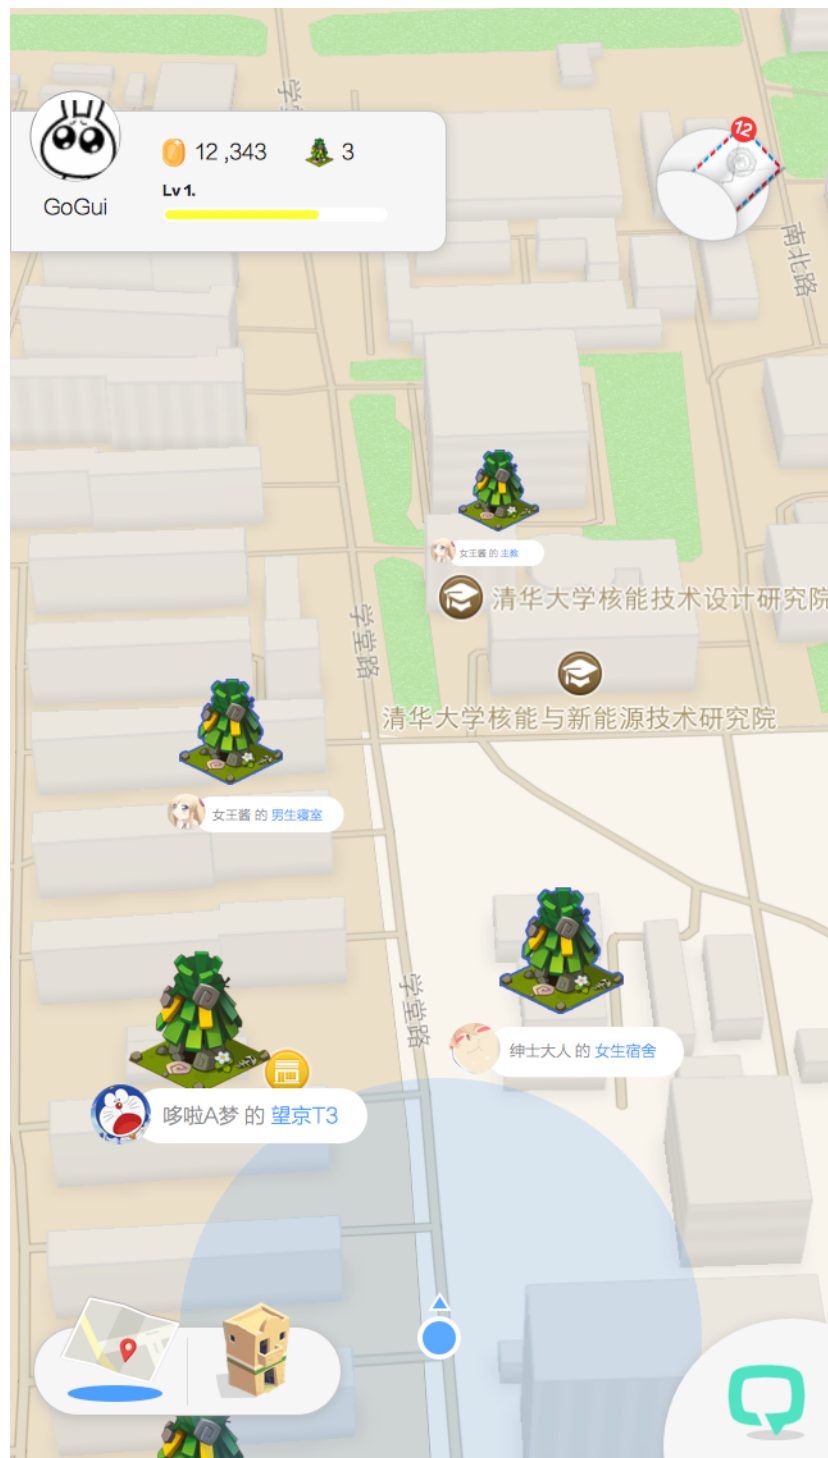 学堂
12
12 ,343
3
Lv 1.
GoGui
南北路
女王酱 的 主教
清华大学核能技术设计研究院
学堂路
清华大学核能与新能源技术研究院
女王酱 的 男生寝室
学堂路
绅士大人 的 女生宿舍
哆啦A梦 的 望京T3